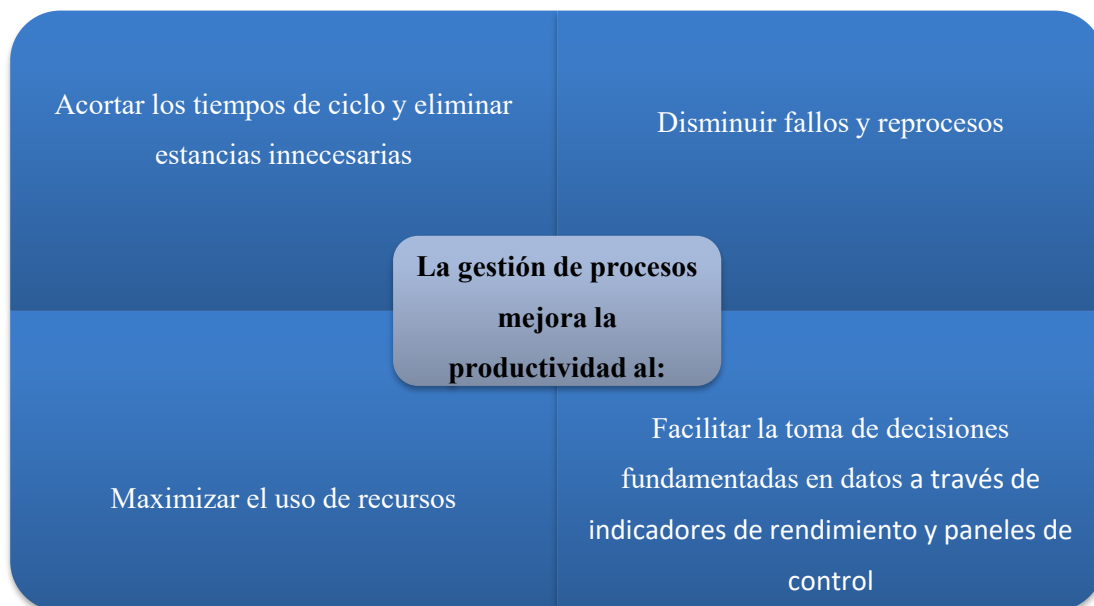 Acortar los tiempos de ciclo y eliminar
estancias innecesarias
Disminuir fallos y reprocesos
La gestión de procesos
mejora la
productividad al:
Maximizar el uso de recursos
Facilitar la toma de decisiones
fundamentadas en datos a través de
indicadores de rendimiento y paneles de
control